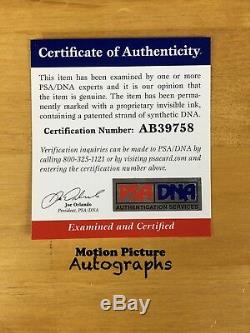 Certificate of Authenticity
This item has been examined by one or more
PSA/DNA experts and it is our opinion that
the item is genuine. The item has been perma-
nently marked with a proprietary invisible ink,
containing a patented strand of synthetic DNA.
Certification Number: AB39758
Verification inquiries can be made to PSA/DNA by
calling 800-325-1121 or by visiting psacard.com and
entering the certification number above.
Joe Orlando
President, PSA/DNA
PSA DNA
AUTHENTICATION SERVICES
Examined and Certified
Motion Picture
Autographs